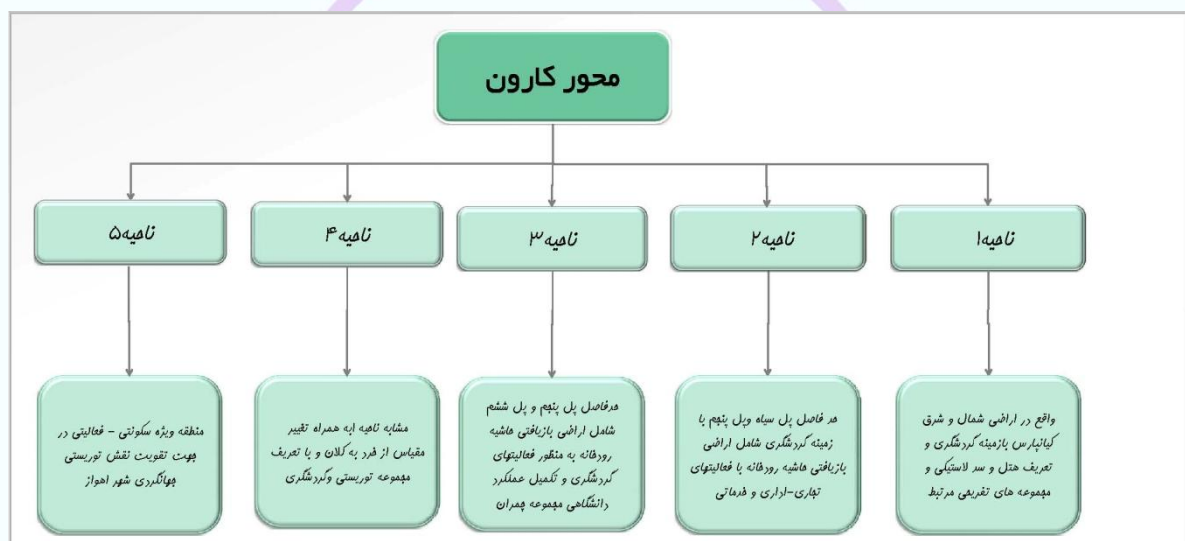 محور کارون
ناحیه۱
ناحیه۲
ناحیه۳
ناحیه۴
ناحیه۵
واقع در اراضی شمال و شرق
کیانپارس بازمینه گردشگری و
تعریف هتل و سر لاستیکی و
مجموعه های تفریحی مرتبط
حر فاصل پل سیاه وپل پنجم با
زمینه گردشگری شامل اراضی
بازیافتی حاشیه رودخانه با فعالیتهای
تجاری-اداری و خدماتی
حرفاصل پل پنجم و پل ششم
شامل اراضی بازیافتی حاشیه
رودخانه به منظور فعالیتهای
گردشگری و تکمیل عملکرد
دانشگاهی مجموعه چمران
مشابه ناحیه ۱به همراه تغییر
مقیاس از خرد به کلان و با تعریف
مجموعه توریستی وگردشگری
منطقه ویژه سکونتی - فعالیتی در
جهت تقویت نقش توریستی
جهانگردی شهر اهواز